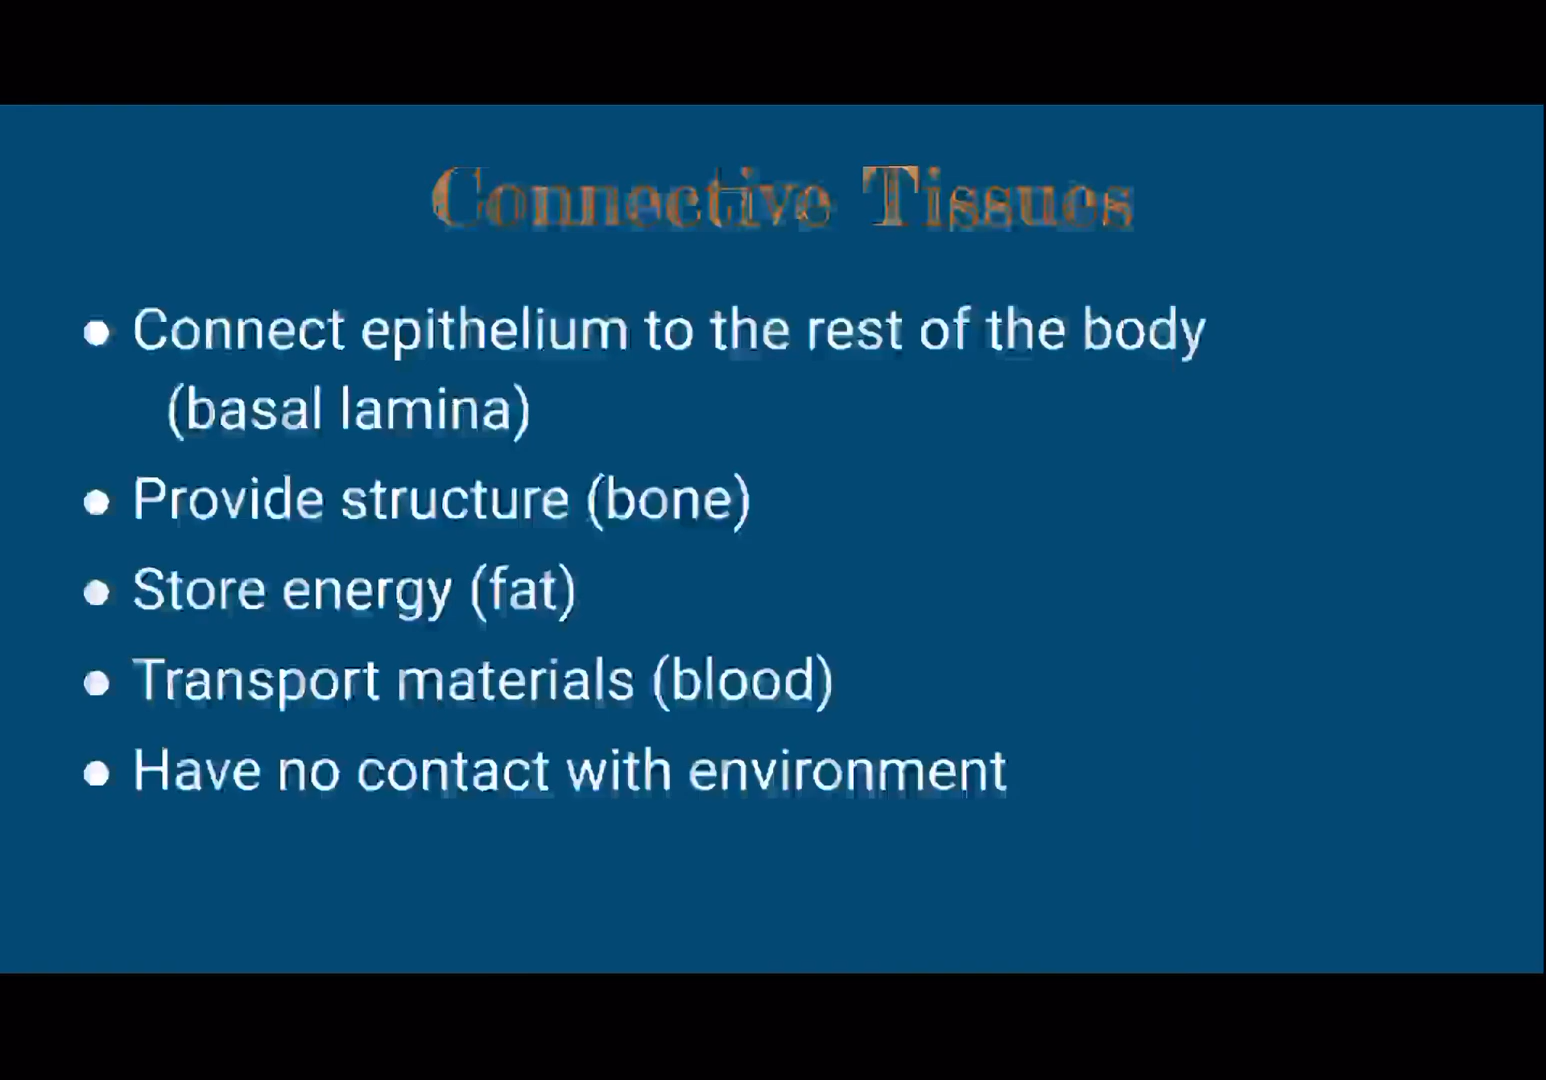 Connective Tissues
● Connect epithelium to the rest of the body
(basal lamina)
● Provide structure (bone)
● Store energy (fat)
● Transport materials (blood)
● Have no contact with environment